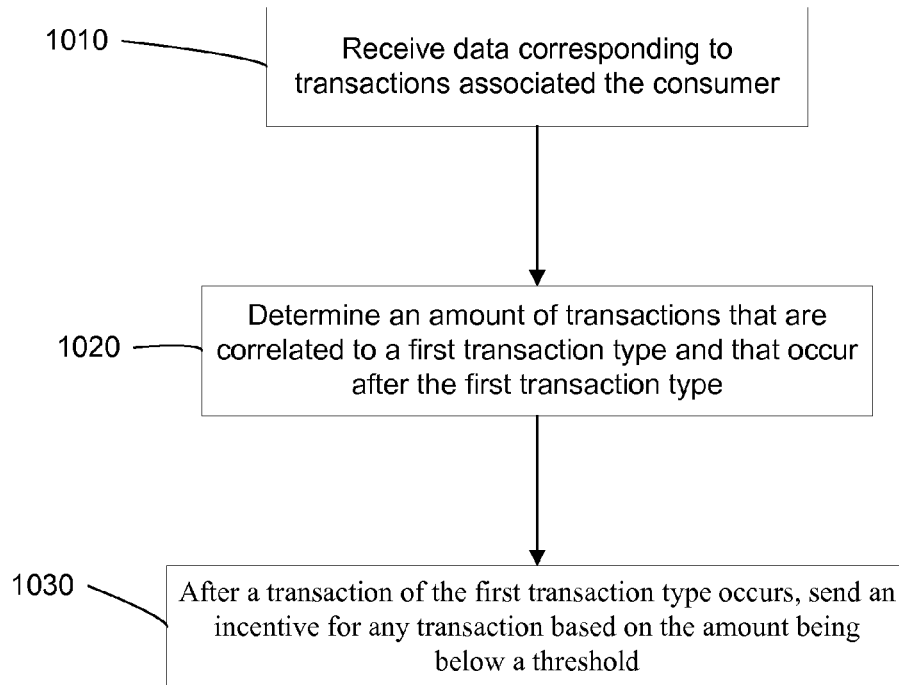 1010
Receive data corresponding to
transactions associated the consumer
1020
Determine an amount of transactions that are
correlated to a first transaction type and that occur
after the first transaction type
1030
After a transaction of the first transaction type occurs, send an
incentive for any transaction based on the amount being
below a threshold